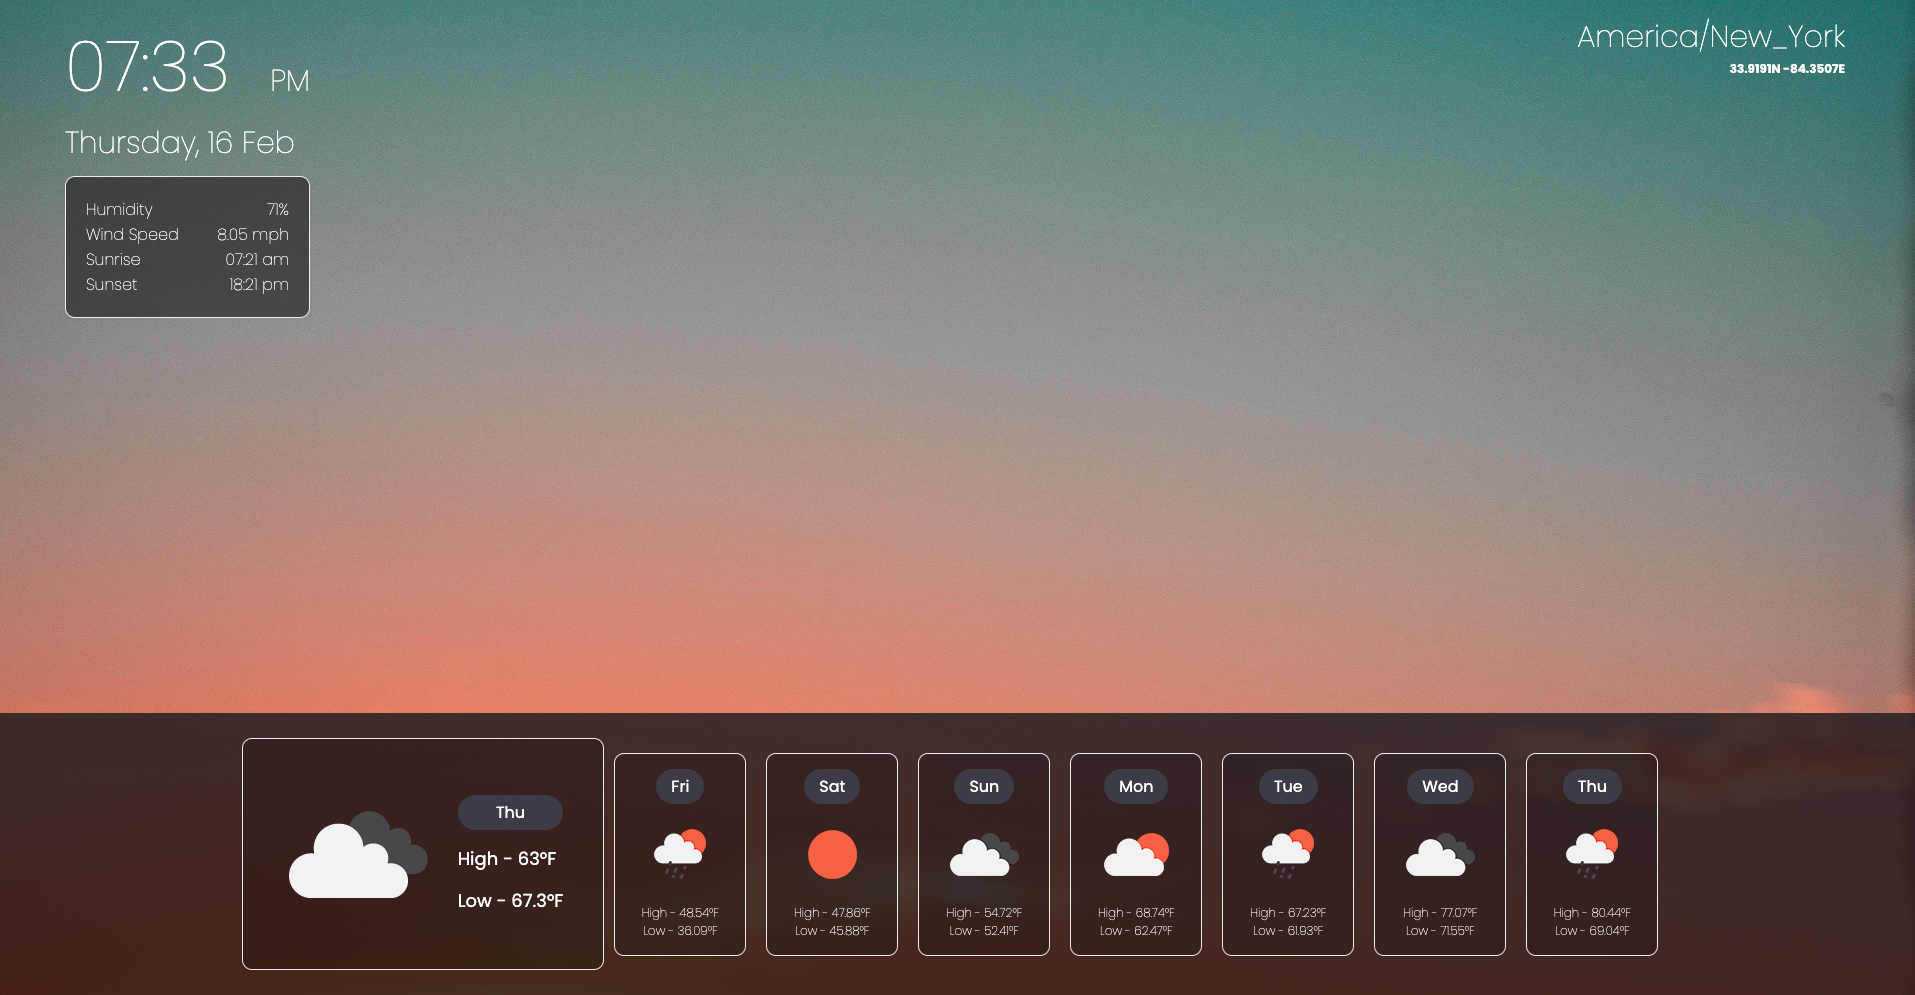 07:33 PM
Thursday, 16 Feb
Humidity 71%
Wind Speed 8.05 mph
Sunrise 07:21 am
Sunset 18:21 pm
America/New_York
33.9191N -84.3507E
Thu
High - 63°F
Low - 67.3°F
Fri
High - 48.54°F
Low - 36.09°F
Sat
High - 47.86°F
Low - 45.88°F
Sun
High - 54.72°F
Low - 52.41°F
Mon
High - 68.74°F
Low - 62.47°F
Tue
High - 67.23°F
Low - 61.93°F
Wed
High - 77.07°F
Low - 71.55°F
Thu
High - 80.44°F
Low - 69.04°F